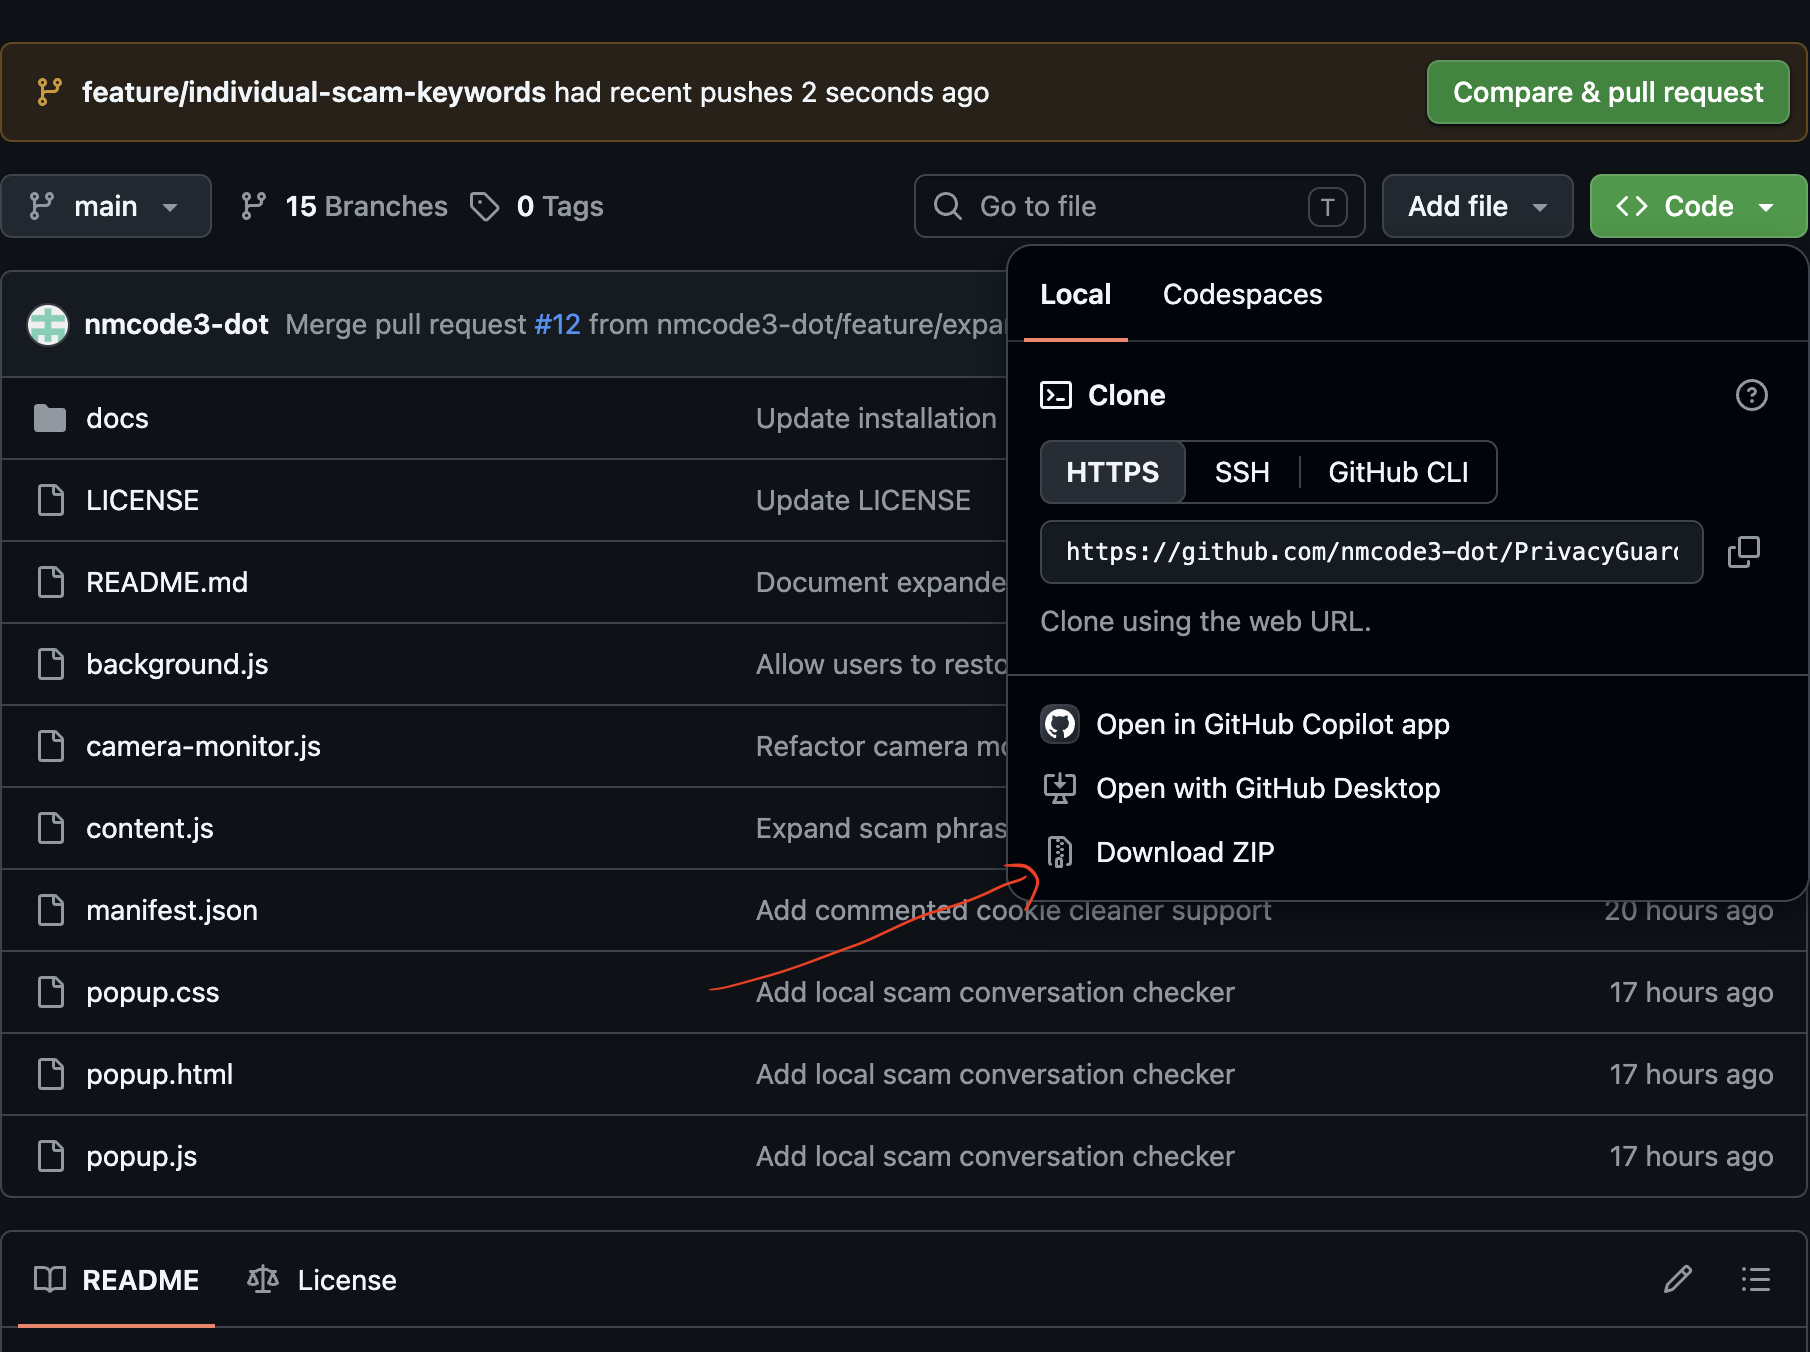 feature/individual-scam-keywords had recent pushes 2 seconds ago
Compare & pull request
main
15 Branches
0 Tags
Go to file
T
Add file
Code
Local
Codespaces
nmcode3-dot Merge pull request #12 from nmcode3-dot/feature/expan
Clone
HTTPS
SSH
GitHub CLI
https://github.com/nmcode3-dot/PrivacyGuard
Clone using the web URL.
Open in GitHub Copilot app
Open with GitHub Desktop
Download ZIP
docs Update installation
LICENSE Update LICENSE
README.md Document expande
background.js Allow users to resto
camera-monitor.js Refactor camera mo
content.js Expand scam phras
manifest.json Add commented cookie cleaner support 20 hours ago
popup.css Add local scam conversation checker 17 hours ago
popup.html Add local scam conversation checker 17 hours ago
popup.js Add local scam conversation checker 17 hours ago
README
License